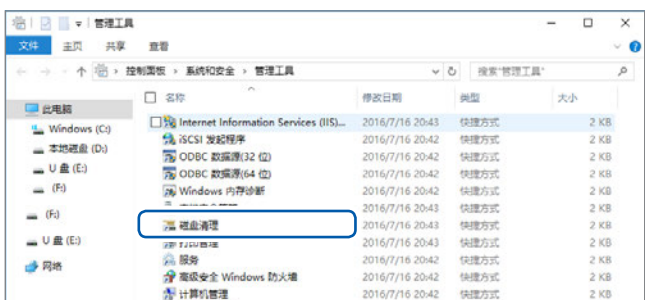 管理工具
文件 主页 共享 查看
控制面板 › 系统和安全 › 管理工具 搜索"管理工具"
名称 修改日期 类型 大小
此电脑
Windows (C:)
本地磁盘 (D:)
U 盘 (E:)
(F:)
(F:)
U 盘 (E:)
网络
Internet Information Services (IIS)... 2016/7/16 20:43 快捷方式 2 KB
iSCSI 发起程序 2016/7/16 20:42 快捷方式 2 KB
ODBC 数据源(32 位) 2016/7/16 20:42 快捷方式 2 KB
ODBC 数据源(64 位) 2016/7/16 20:42 快捷方式 2 KB
Windows 内存诊断 2016/7/16 20:42 快捷方式 2 KB
2016/7/16 20:43 快捷方式 2 KB
磁盘清理 2016/7/16 20:43 快捷方式 2 KB
打印管理 2016/7/16 20:43 快捷方式 2 KB
服务 2016/7/16 20:42 快捷方式 2 KB
高级安全 Windows 防火墙 2016/7/16 20:42 快捷方式 2 KB
计算机管理 2016/7/16 20:42 快捷方式 2 KB